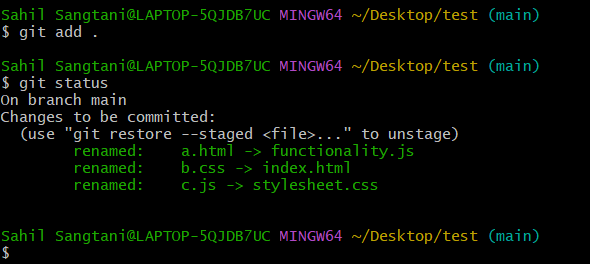 Sahil Sangtani@LAPTOP-5QJDB7UC MINGW64 ~/Desktop/test (main)
$ git add .
Sahil Sangtani@LAPTOP-5QJDB7UC MINGW64 ~/Desktop/test (main)
$ git status
On branch main
Changes to be committed:
  (use "git restore --staged <file>..." to unstage)
        renamed:    a.html -> functionality.js
        renamed:    b.css -> index.html
        renamed:    c.js -> stylesheet.css
Sahil Sangtani@LAPTOP-5QJDB7UC MINGW64 ~/Desktop/test (main)
$